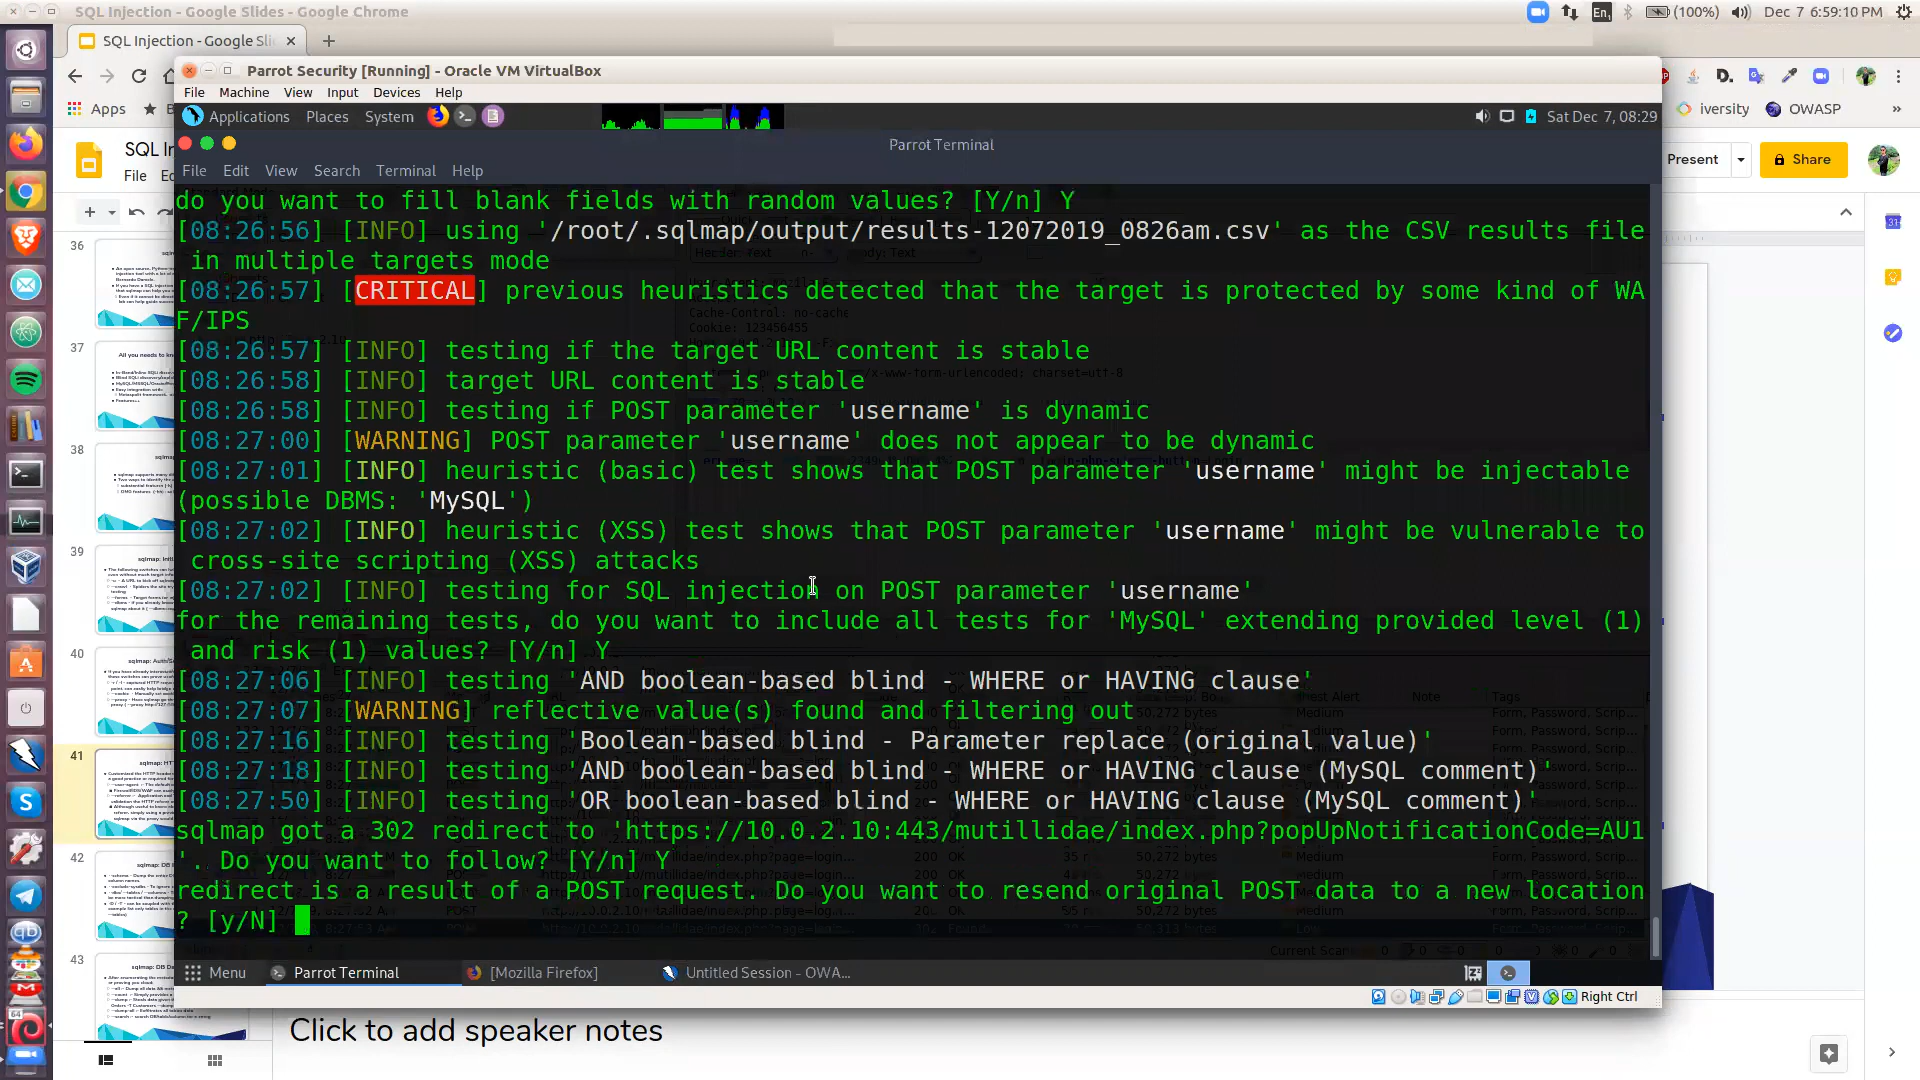 SQL Injection - Google Slides - Google Chrome
En1
(100%)
Dec 7 6:59:10 PM
SQL Injection - Google Sli
Parrot Security [Running] - Oracle VM VirtualBox
File Machine View Input Devices Help
Apps
iversity
OWASP
Applications Places System
Sat Dec 7, 08:29
Parrot Terminal
SQL In
File
Present
Share
File Edit View Search Terminal Help
do you want to fill blank fields with random values? [Y/n] Y
[08:26:56] [INFO] using '/root/.sqlmap/output/results-12072019_0826am.csv' as the CSV results file
in multiple targets mode
[08:26:57] [CRITICAL] previous heuristics detected that the target is protected by some kind of WA
F/IPS
[08:26:57] [INFO] testing if the target URL content is stable
[08:26:58] [INFO] target URL content is stable
[08:26:58] [INFO] testing if POST parameter 'username' is dynamic
[08:27:00] [WARNING] POST parameter 'username' does not appear to be dynamic
[08:27:01] [INFO] heuristic (basic) test shows that POST parameter 'username' might be injectable
(possible DBMS: 'MySQL')
[08:27:02] [INFO] heuristic (XSS) test shows that POST parameter 'username' might be vulnerable to
cross-site scripting (XSS) attacks
[08:27:02] [INFO] testing for SQL injection on POST parameter 'username'
for the remaining tests, do you want to include all tests for 'MySQL' extending provided level (1)
and risk (1) values? [Y/n] Y
[08:27:06] [INFO] testing 'AND boolean-based blind - WHERE or HAVING clause'
[08:27:07] [WARNING] reflective value(s) found and filtering out
[08:27:16] [INFO] testing 'Boolean-based blind - Parameter replace (original value)'
[08:27:18] [INFO] testing 'AND boolean-based blind - WHERE or HAVING clause (MySQL comment)'
[08:27:50] [INFO] testing 'OR boolean-based blind - WHERE or HAVING clause (MySQL comment)'
sqlmap got a 302 redirect to 'https://10.0.2.10:443/mutillidae/index.php?popUpNotificationCode=AU1
'. Do you want to follow? [Y/n] Y
redirect is a result of a POST request. Do you want to resend original POST data to a new location
? [y/N]
36
37
38
39
40
41
42
43
Menu
Parrot Terminal
[Mozilla Firefox]
Untitled Session - OWA...
Right Ctrl
Click to add speaker notes